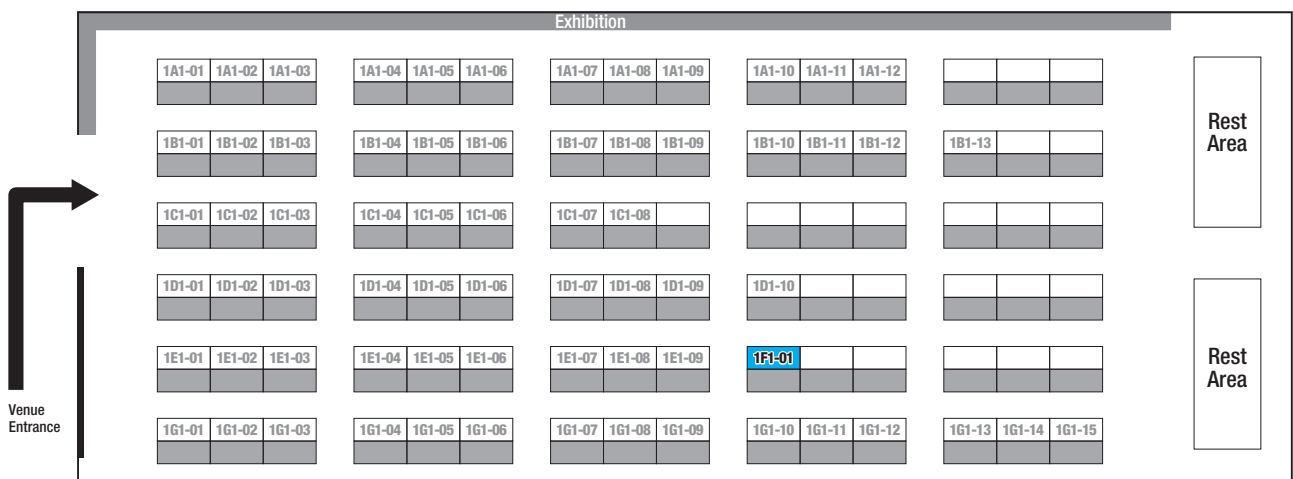 Exhibition
1A1-01 1A1-02 1A1-03 1A1-04 1A1-05 1A1-06 1A1-07 1A1-08 1A1-09 1A1-10 1A1-11 1A1-12
Rest
Area
1B1-01 1B1-02 1B1-03 1B1-04 1B1-05 1B1-06 1B1-07 1B1-08 1B1-09 1B1-10 1B1-11 1B1-12 1B1-13
1C1-01 1C1-02 1C1-03 1C1-04 1C1-05 1C1-06 1C1-07 1C1-08
1D1-01 1D1-02 1D1-03 1D1-04 1D1-05 1D1-06 1D1-07 1D1-08 1D1-09 1D1-10
1E1-01 1E1-02 1E1-03 1E1-04 1E1-05 1E1-06 1E1-07 1E1-08 1E1-09 1F1-01
Rest
Area
Venue
Entrance
1G1-01 1G1-02 1G1-03 1G1-04 1G1-05 1G1-06 1G1-07 1G1-08 1G1-09 1G1-10 1G1-11 1G1-12 1G1-13 1G1-14 1G1-15